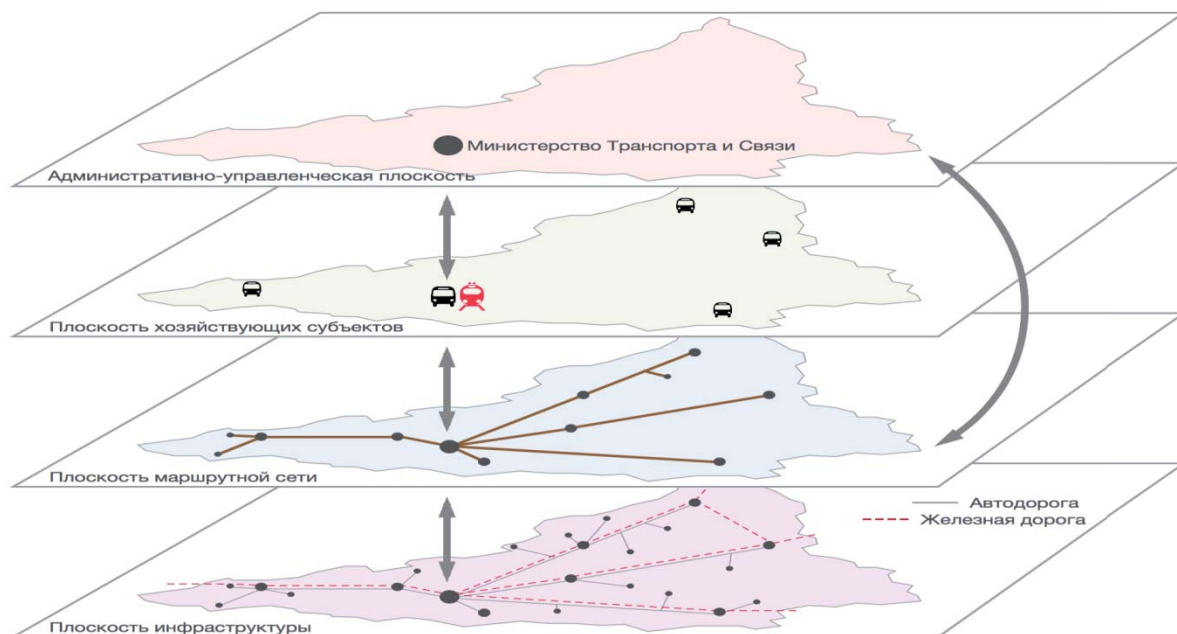 Министерство Транспорта и Связи
Административно-управленческая плоскость
Плоскость хозяйствующих субъектов
Плоскость маршрутной сети
Автодорога
Железная дорога
Плоскость инфраструктуры